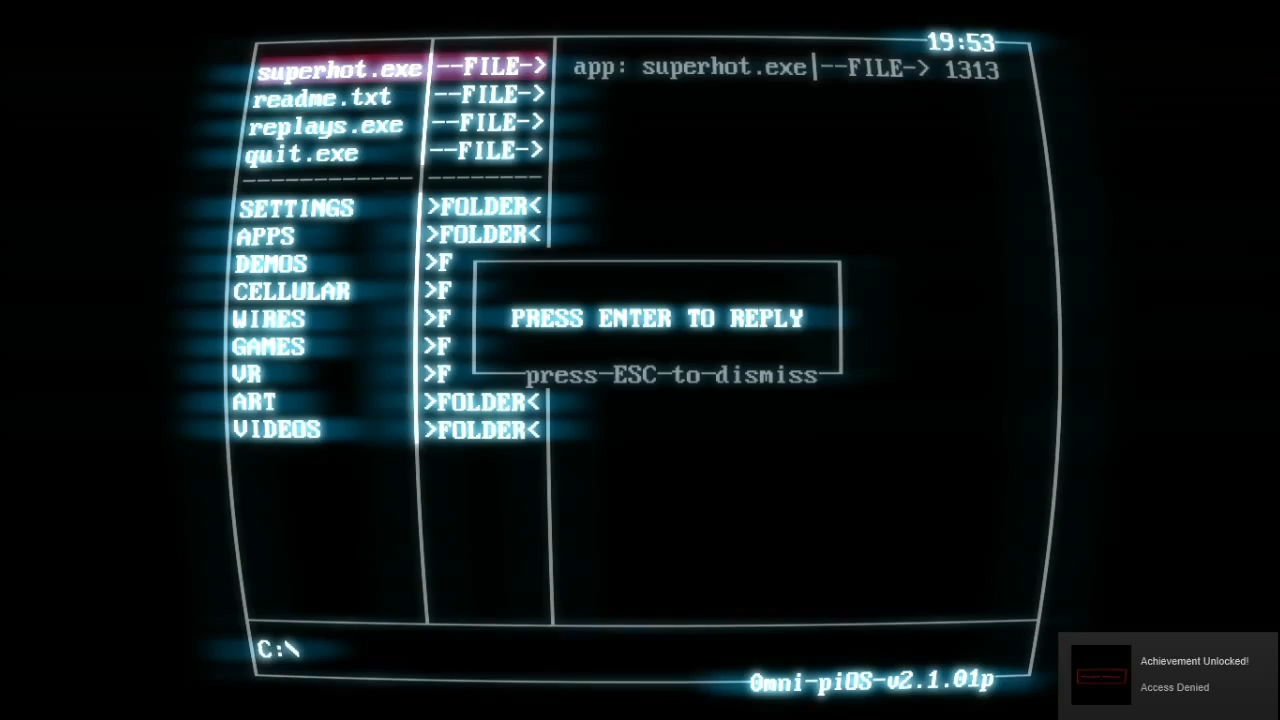 19:53
superhot.exe --FILE-> app: superhot.exe --FILE-> 1313
readme.txt --FILE->
replays.exe --FILE->
quit.exe --FILE->
SETTINGS >FOLDER<
APPS >FOLDER<
DEMOS >F
CELLULAR >F
WIRES >F
GAMES >F
VR >F
ART >FOLDER<
VIDEOS >FOLDER<
PRESS ENTER TO REPLY
press-ESC-to-dismiss
C:\
0mni-piOS-v2.1.01p
Achievement Unlocked!
Access Denied